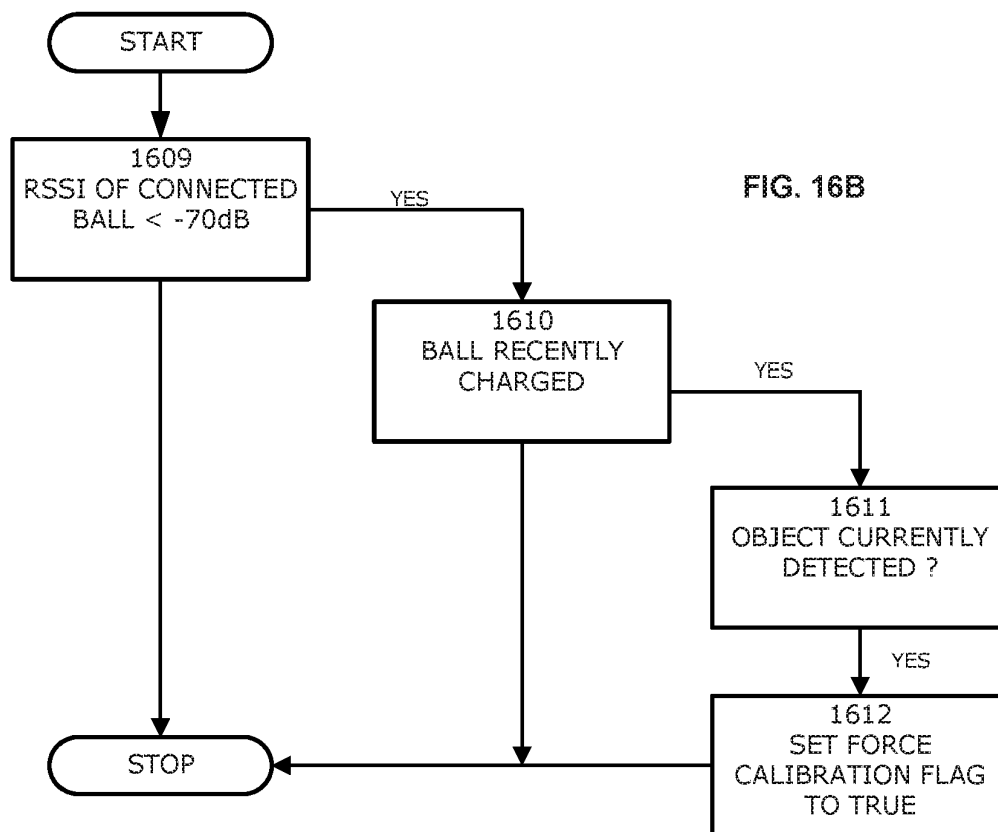 START
1609
RSSI OF CONNECTED
BALL < -70dB
YES
FIG. 16B
1610
BALL RECENTLY
CHARGED
YES
1611
OBJECT CURRENTLY
DETECTED ?
YES
1612
SET FORCE
CALIBRATION FLAG
TO TRUE
STOP